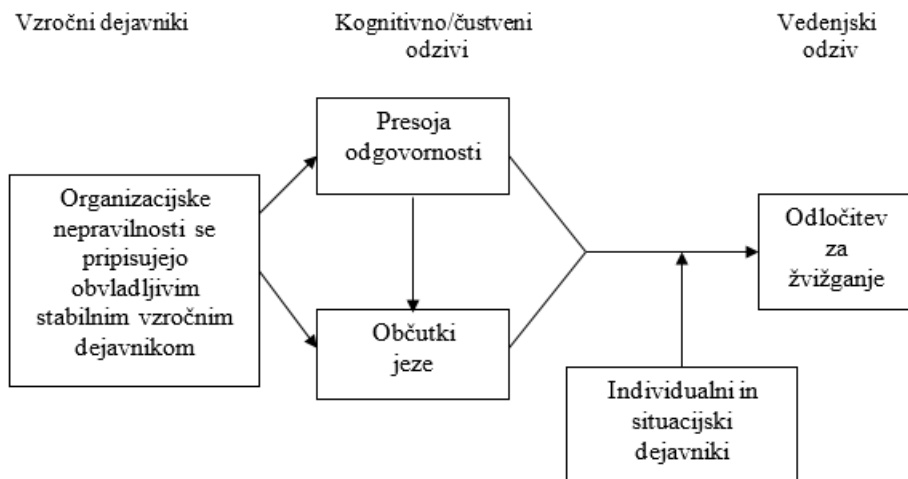 Vzročni dejavniki
Kognitivno/čustveni
odzivi
Vedenjski
odziv
Presoja
odgovornosti
Organizacijske
nepravilnosti se
pripisujejo
obvladljivim
stabilnim vzročnim
dejavnikom
Občutki
jeze
Odločitev
za
žvižganje
Individualni in
situacijski
dejavniki